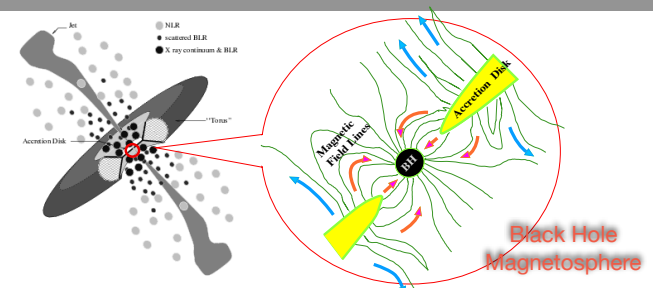 Jet
NLR
scattered BLR
X ray continuum & BLR
"Torus"
Accretion Disk
Accretion Disk
Magnetic
Field Lines
BH
Black Hole
Magnetosphere